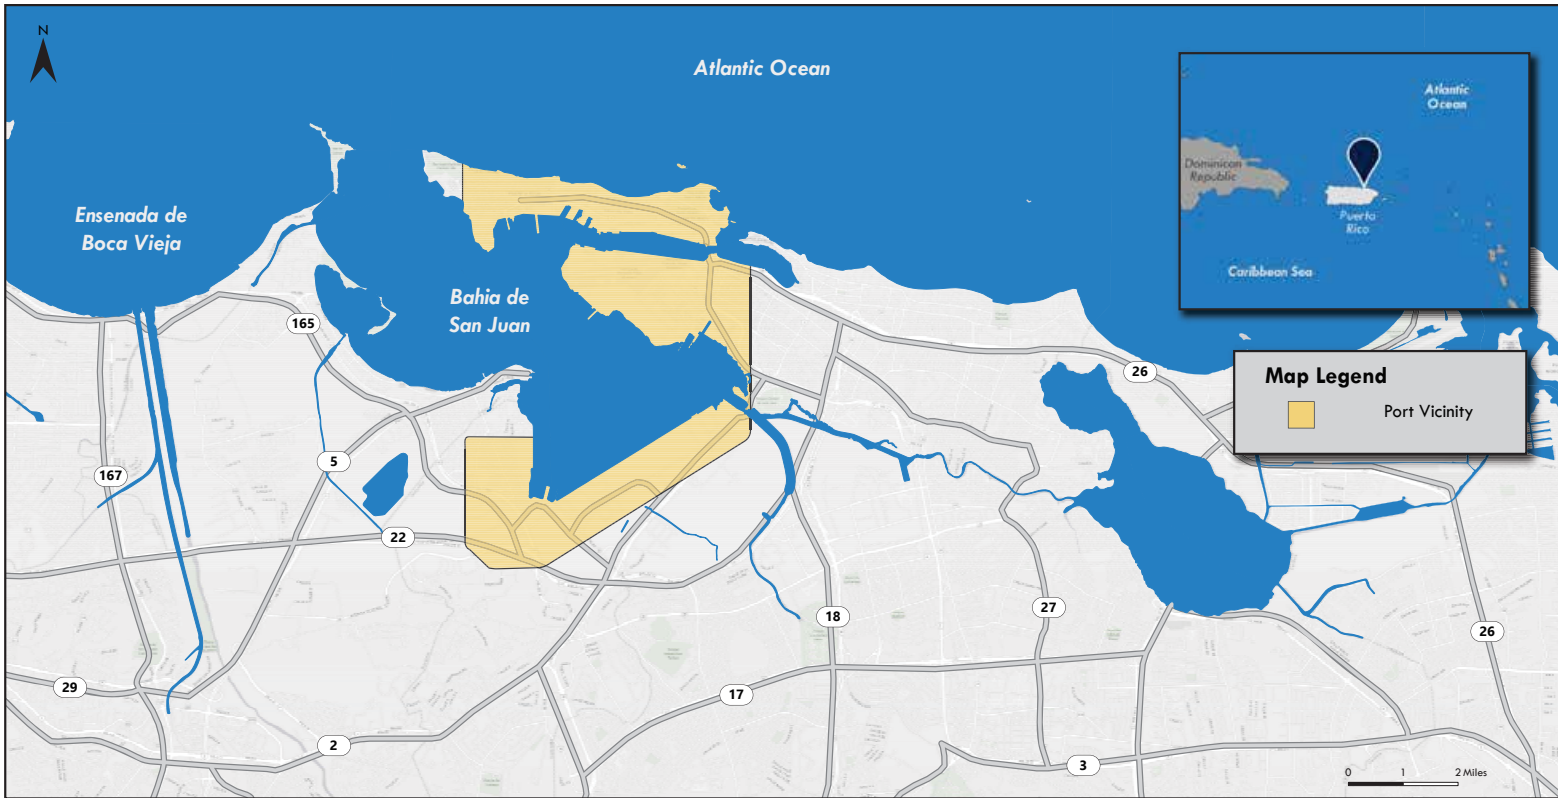 N
Atlantic Ocean
Atlantic
Ocean
Dominican
Republic
Puerto
Rico
Caribbean Sea
Ensenada de
Boca Vieja
Bahia de
San Juan
165
26
Map Legend
Port Vicinity
5
167
22
27
18
26
29
17
2
3
0 1 2 Miles